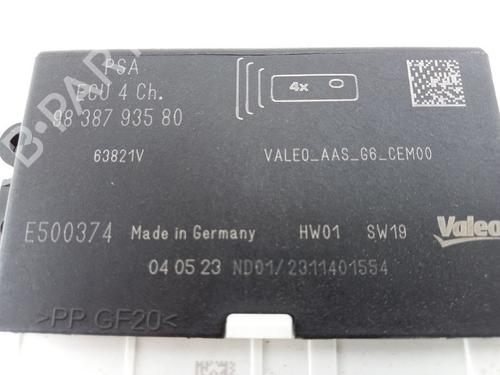 PSA
ECU 4 Ch.
98 387 935 80
4x
63821V
VALEO_AAS_G6_CEM00
E500374
Made in Germany
HW01
SW19
Valeo
04 05 23
ND01/2311401554
>PP GF20<
B-PARTS